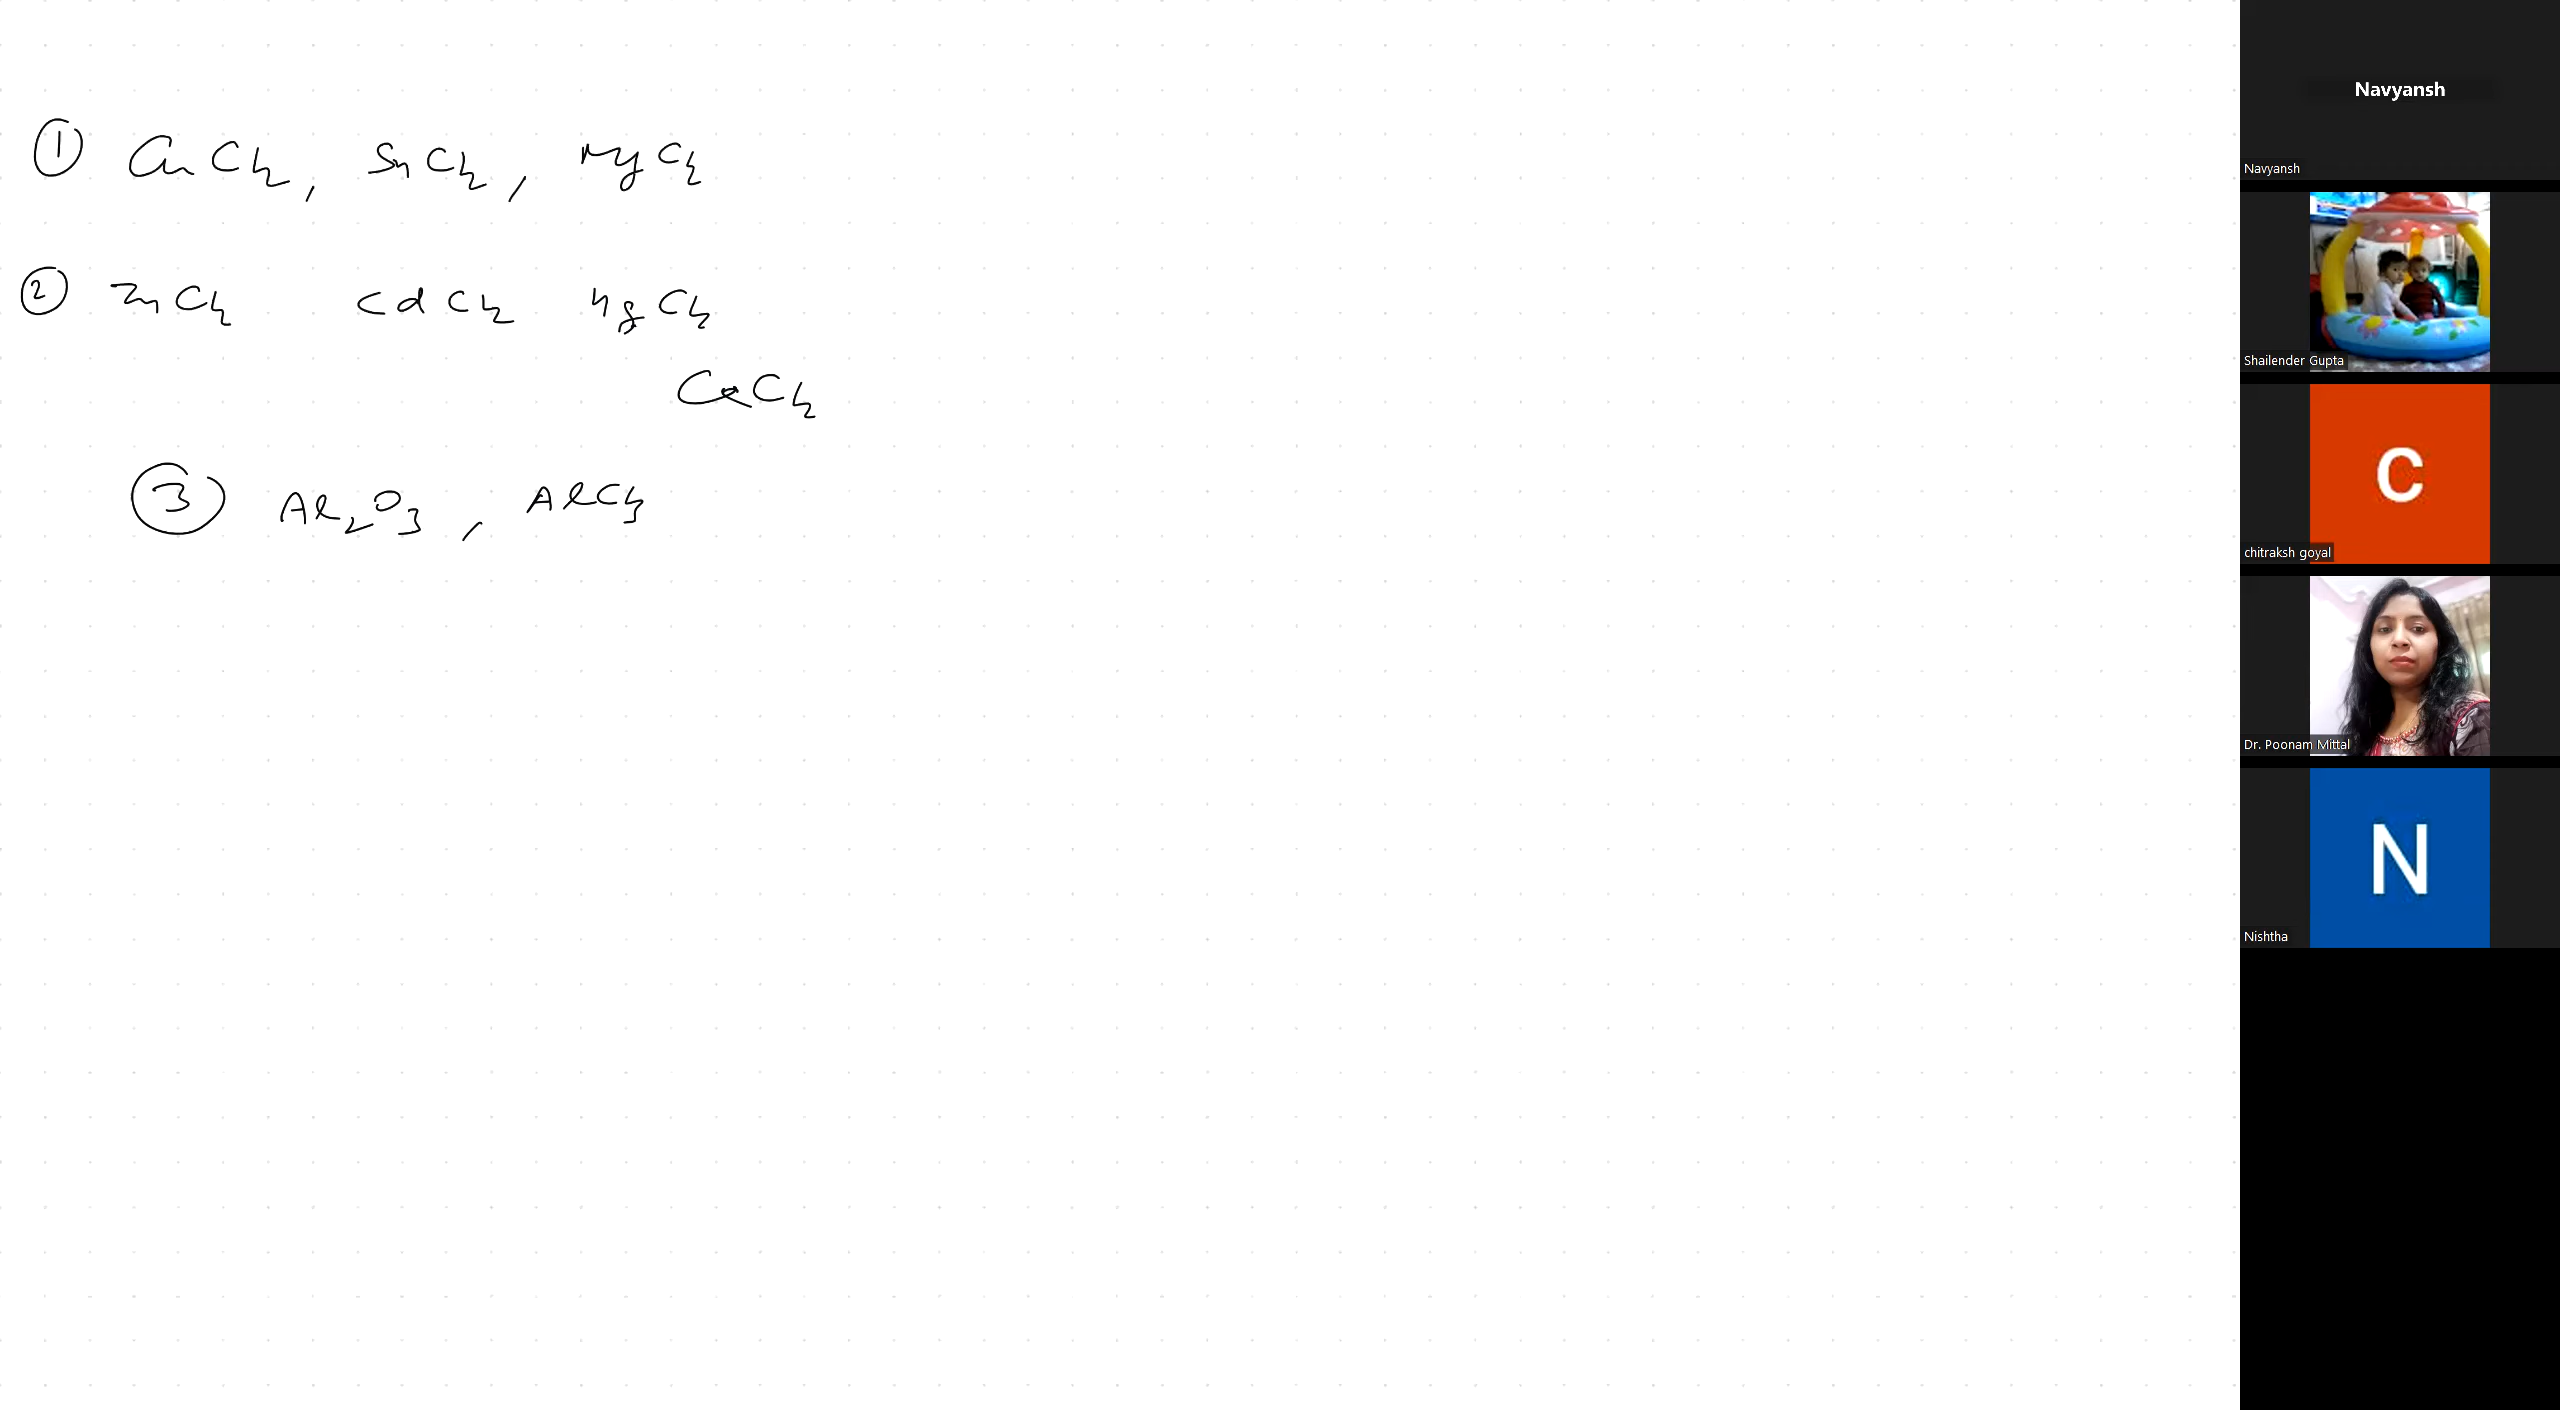 ① CaCl2, SnCl2, MgCl2
② ZnCl2 CdCl2 HgCl2
CaCl2
③ Al2O3, AlCl3
Navyansh
Navyansh
Shailender Gupta
C
chitraksh goyal
Dr. Poonam Mittal
N
Nishtha